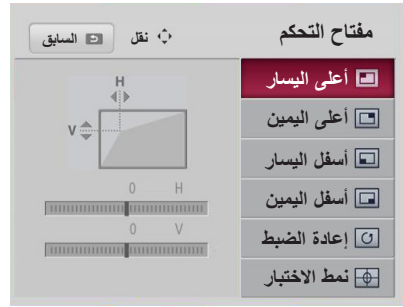 مفتاح التحكم
نقل
السابق
أعلى اليسار
أعلى اليمين
أسفل اليسار
أسفل اليمين
إعادة الضبط
نمط الاختبار
H
V
0 H
0 V